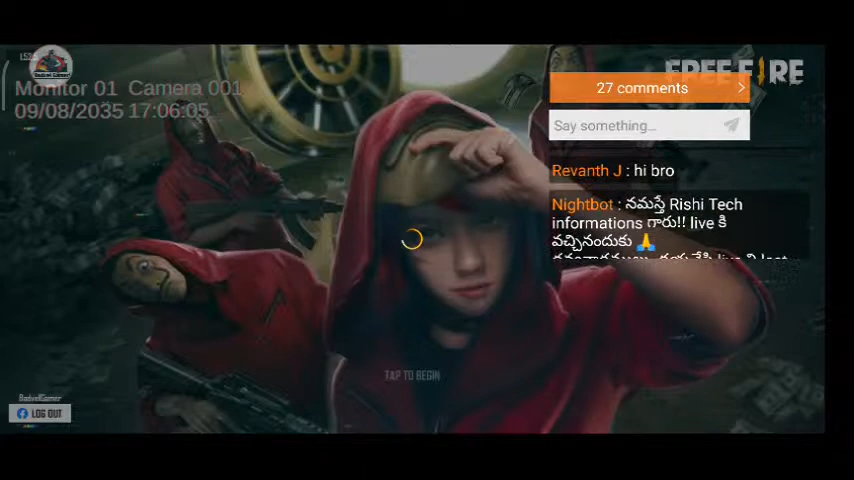 Monitor 01 Camera 001
09/08/2035 17:06:05
FREE FIRE
27 comments
Say something...
Revanth J : hi bro
Nightbot : నమస్తే Rishi Tech
informations గారు!! live కి
వచ్చినందుకు 🙏
TAP TO BEGIN
BadvelGamer
LOG OUT